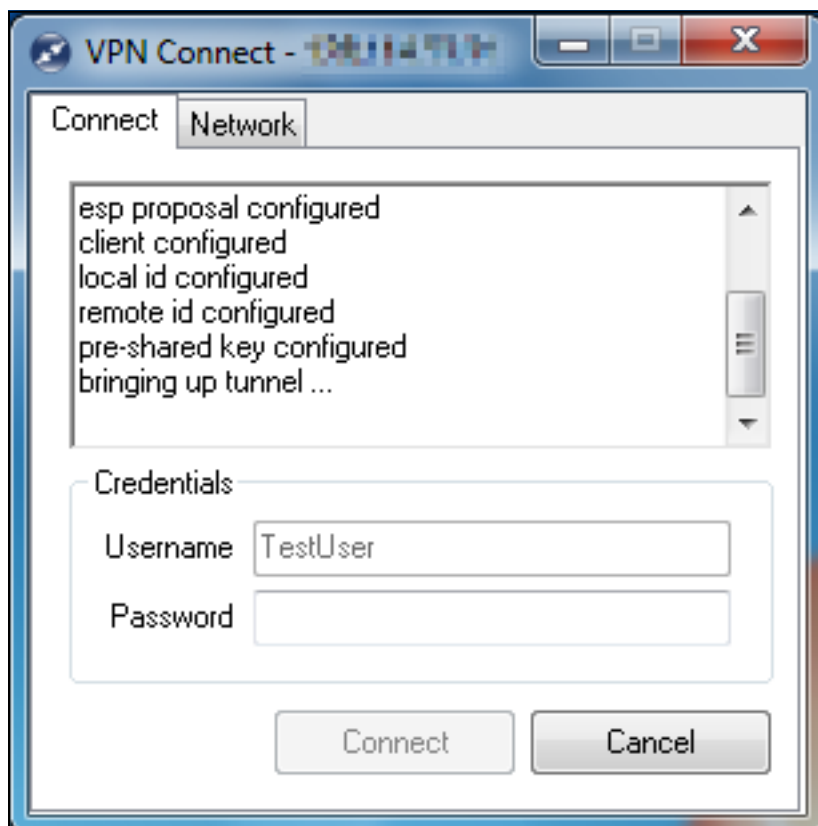 VPN Connect -
Connect Network
esp proposal configured
client configured
local id configured
remote id configured
pre-shared key configured
bringing up tunnel ...
Credentials
Username TestUser
Password
Connect Cancel